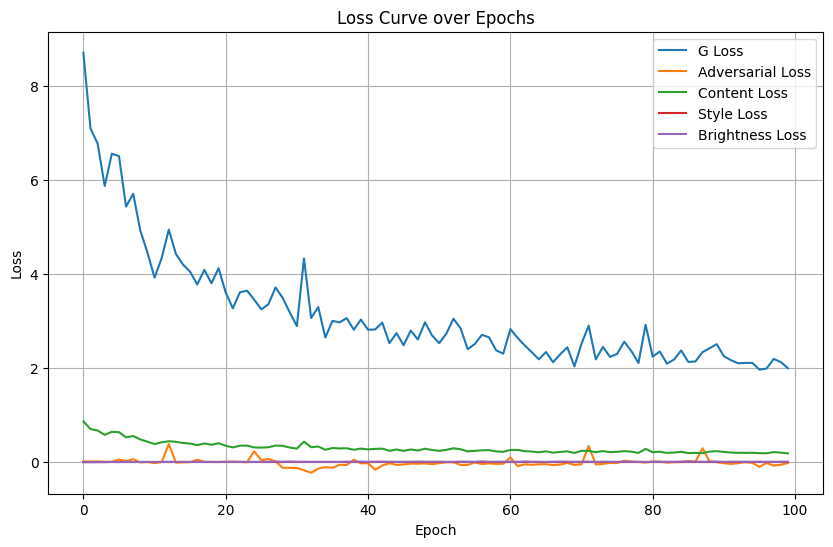 Loss Curve over Epochs
G Loss
Adversarial Loss
Content Loss
Style Loss
Brightness Loss
Loss
8
6
4
2
0
0 20 40 60 80 100
Epoch